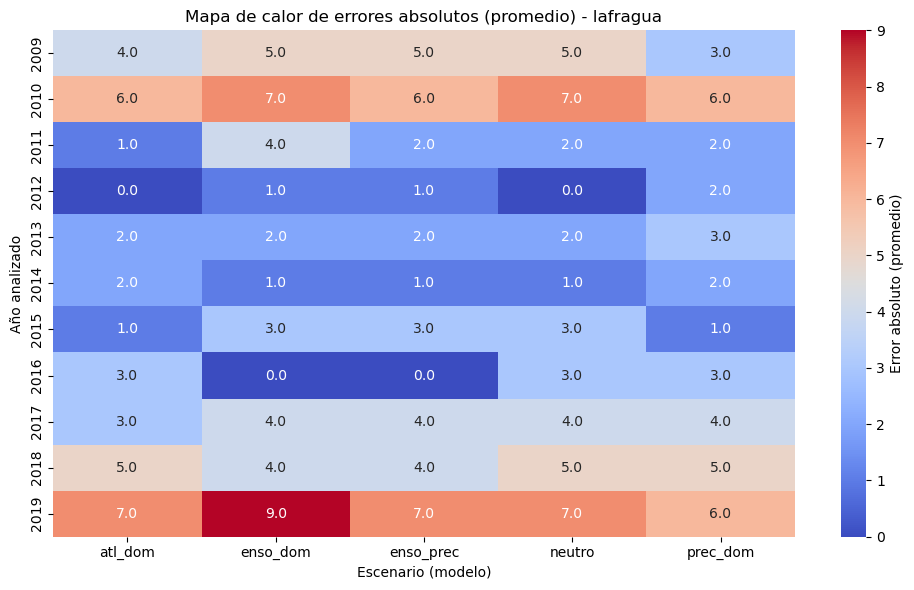 Mapa de calor de errores absolutos (promedio) - lafragua
2009 4.0 5.0 5.0 5.0 3.0
2010 6.0 7.0 6.0 7.0 6.0
2011 1.0 4.0 2.0 2.0 2.0
2012 0.0 1.0 1.0 0.0 2.0
2013 2.0 2.0 2.0 2.0 3.0
2014 2.0 1.0 1.0 1.0 2.0
2015 1.0 3.0 3.0 3.0 1.0
2016 3.0 0.0 0.0 3.0 3.0
2017 3.0 4.0 4.0 4.0 4.0
2018 5.0 4.0 4.0 5.0 5.0
2019 7.0 9.0 7.0 7.0 6.0
atl_dom enso_dom enso_prec neutro prec_dom
Escenario (modelo)
Año analizado
9
8
7
6
5
4
3
2
1
0
Error absoluto (promedio)